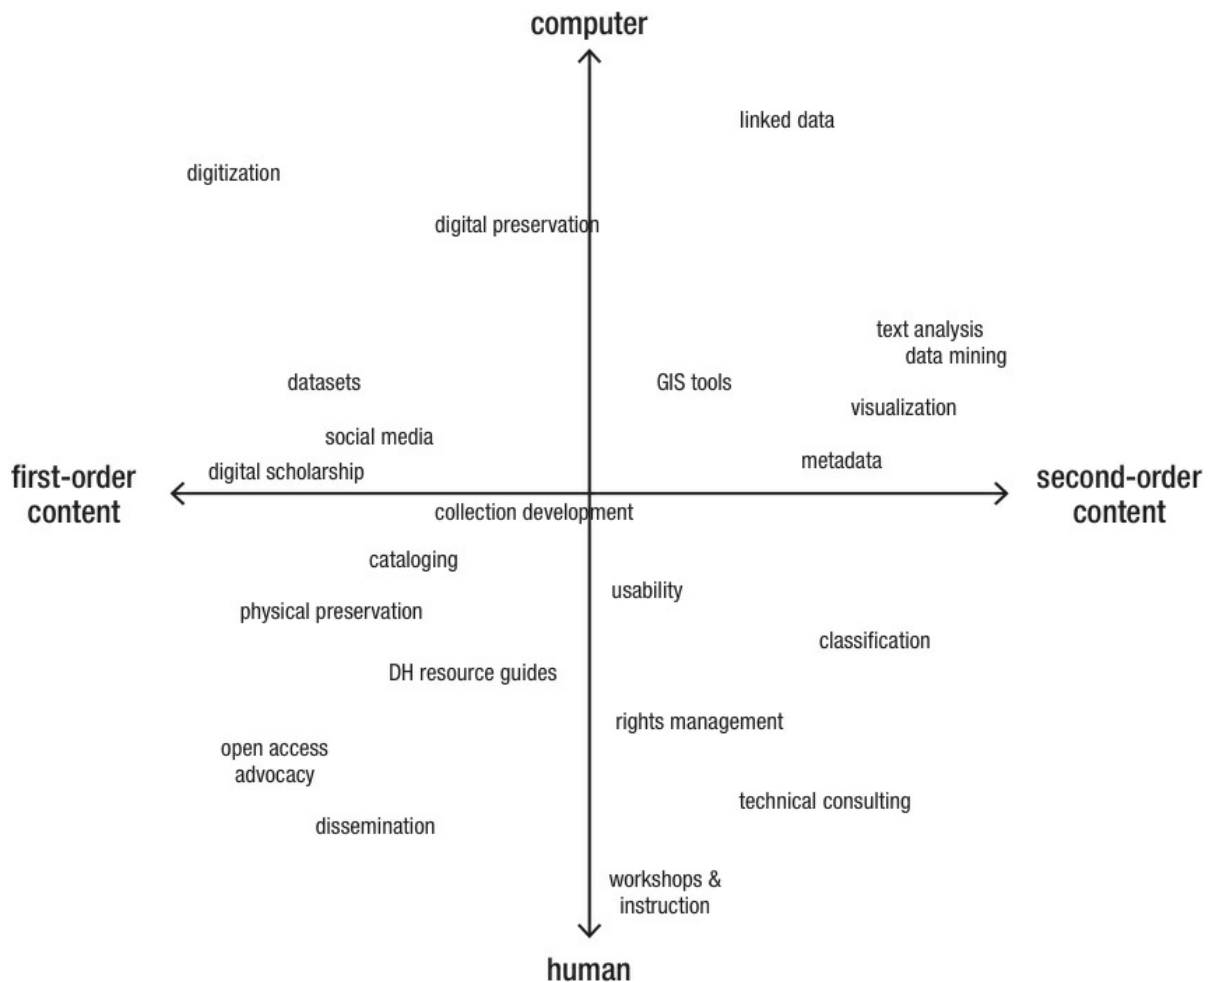 computer
linked data
digitization
digital preservation
text analysis
data mining
datasets
GIS tools
visualization
social media
metadata
digital scholarship
first-order
content
second-order
content
collection development
cataloging
usability
physical preservation
classification
DH resource guides
rights management
open access
advocacy
technical consulting
dissemination
workshops &
instruction
human